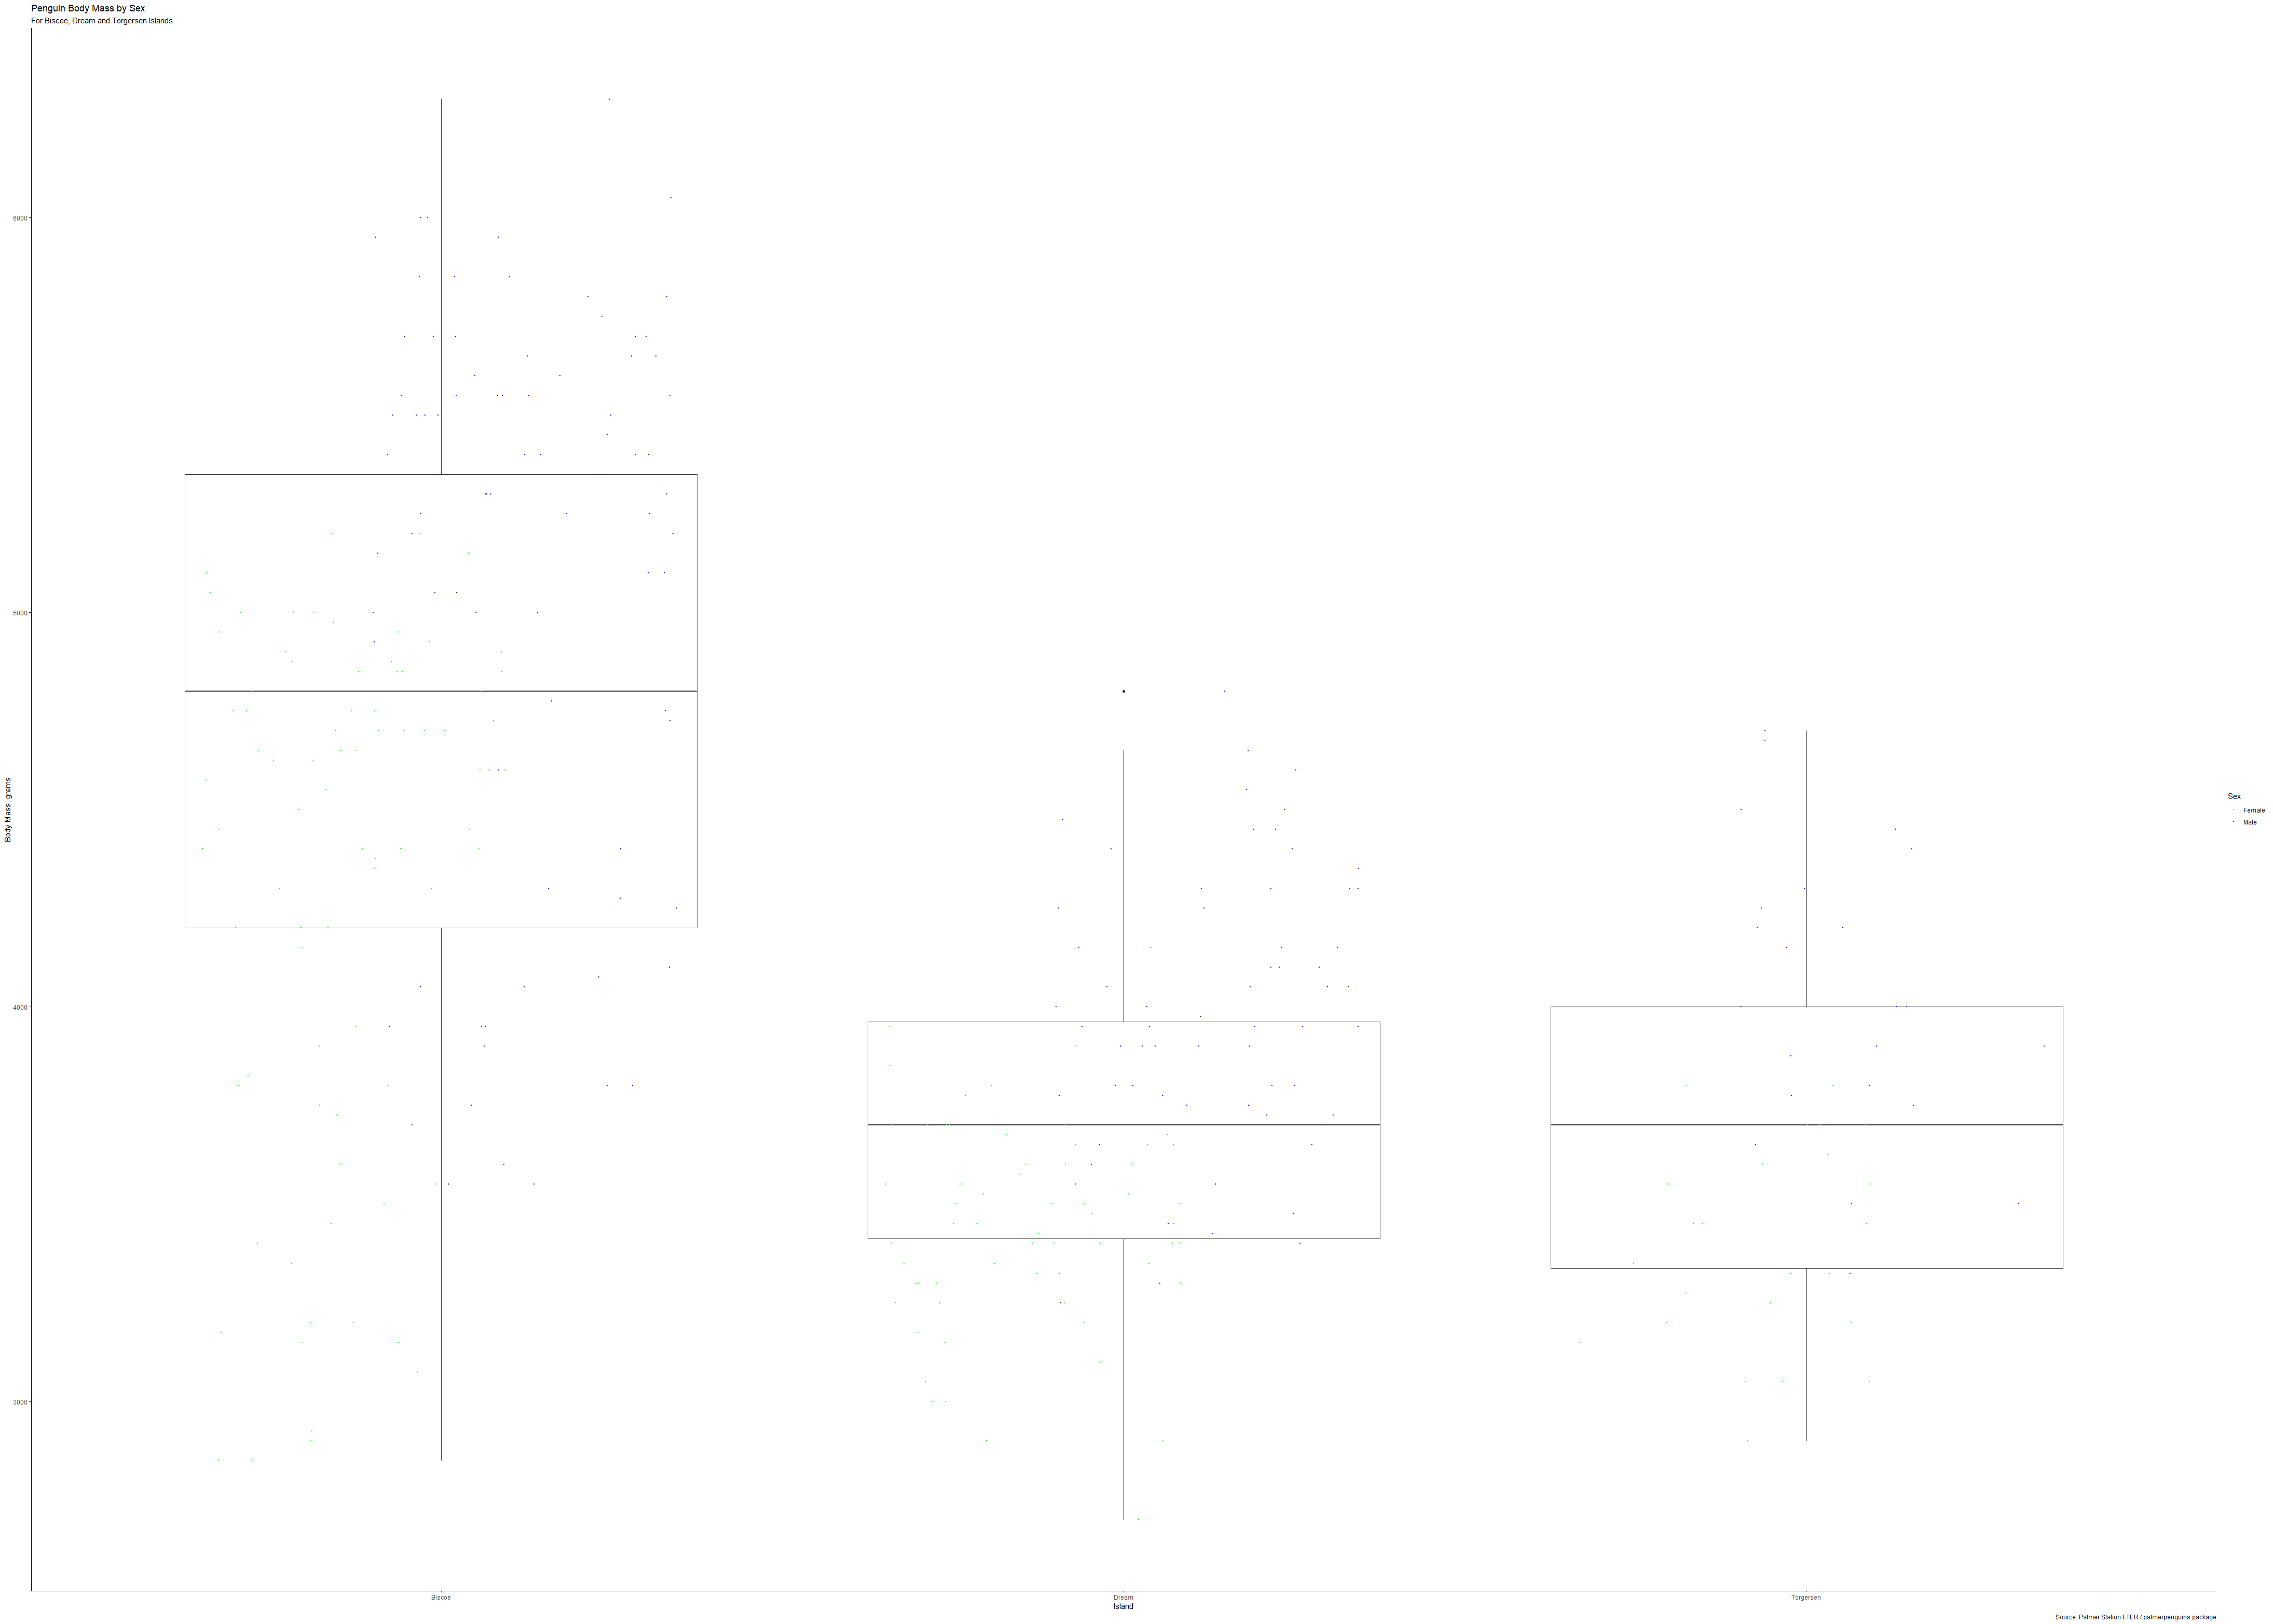 Penguin Body Mass by Sex
For Biscoe, Dream and Torgersen Islands
6000
5000
4000
3000
Body Mass, grams
Biscoe
Dream
Torgersen
Island
Sex
Female
Male
Source: Palmer Station LTER / palmerpenguins package